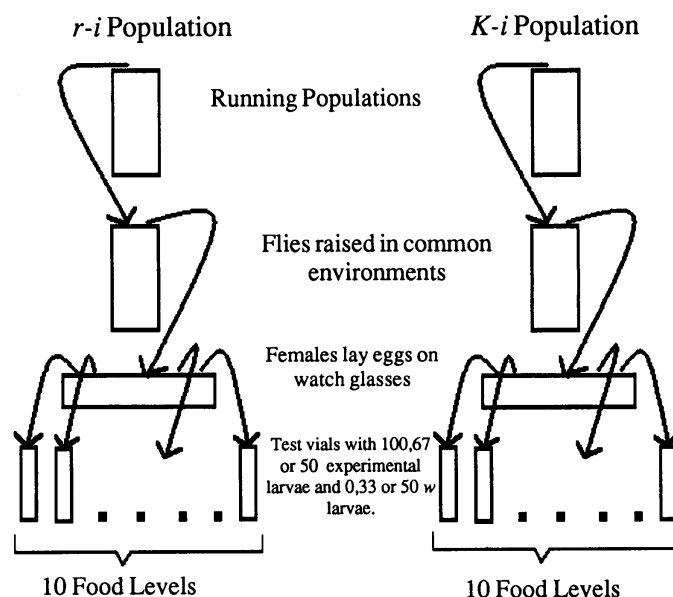 r-i Population
K-i Population
Running Populations
Flies raised in common
environments
Females lay eggs on
watch glasses
Test vials with 100,67
or 50 experimental
larvae and 0,33 or 50 w
larvae.
10 Food Levels
10 Food Levels